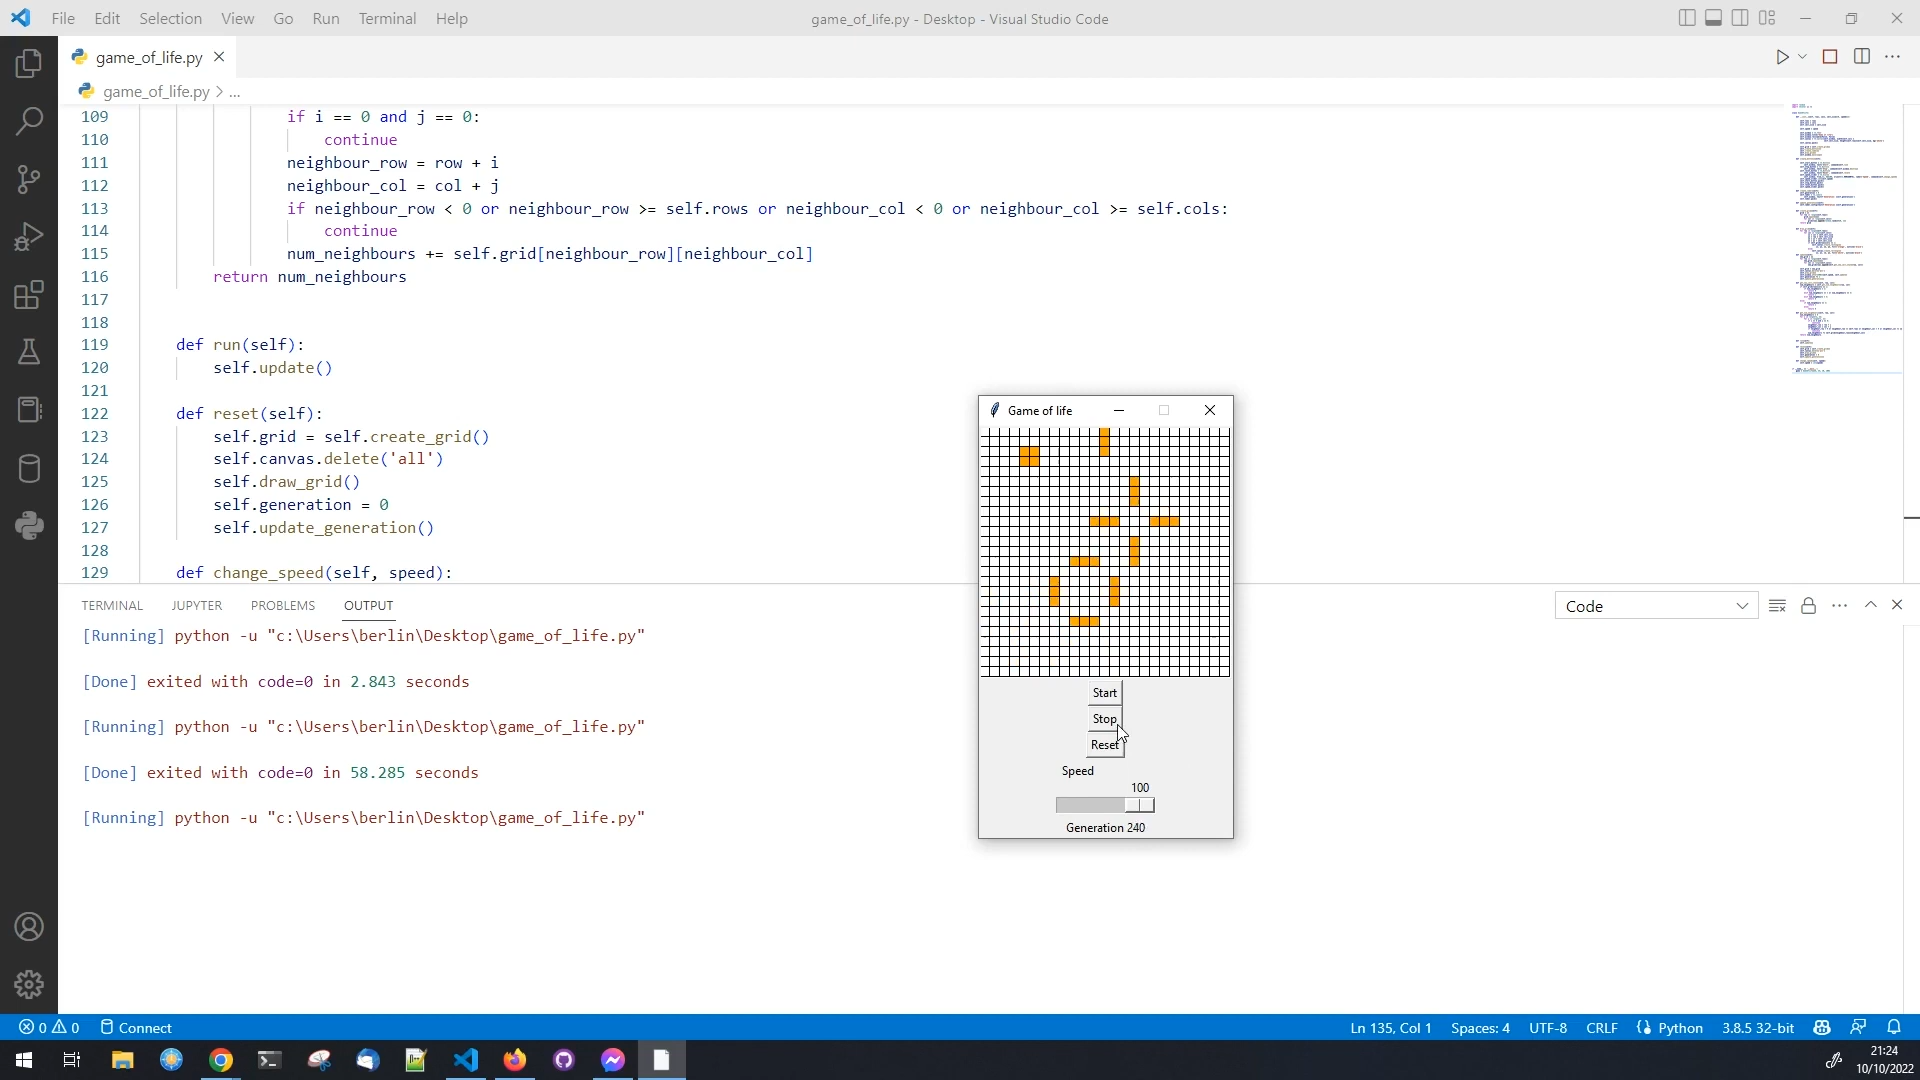 File Edit Selection View Go Run Terminal Help
game_of_life.py - Desktop - Visual Studio Code
game_of_life.py
game_of_life.py > ...
109 if i == 0 and j == 0:
110 continue
111 neighbour_row = row + i
112 neighbour_col = col + j
113 if neighbour_row < 0 or neighbour_row >= self.rows or neighbour_col < 0 or neighbour_col >= self.cols:
114 continue
115 num_neighbours += self.grid[neighbour_row][neighbour_col]
116 return num_neighbours
117
118
119 def run(self):
120 self.update()
121
122 def reset(self):
123 self.grid = self.create_grid()
124 self.canvas.delete('all')
125 self.draw_grid()
126 self.generation = 0
127 self.update_generation()
128
129 def change_speed(self, speed):
TERMINAL JUPYTER PROBLEMS OUTPUT
Code
[Running] python -u "c:\Users\berlin\Desktop\game_of_life.py"
[Done] exited with code=0 in 2.843 seconds
[Running] python -u "c:\Users\berlin\Desktop\game_of_life.py"
[Done] exited with code=0 in 58.285 seconds
[Running] python -u "c:\Users\berlin\Desktop\game_of_life.py"
Game of life
Start
Stop
Reset
Speed
100
Generation 240
0 0 Connect
Ln 135, Col 1 Spaces: 4 UTF-8 CRLF Python 3.8.5 32-bit
21:24
10/10/2022